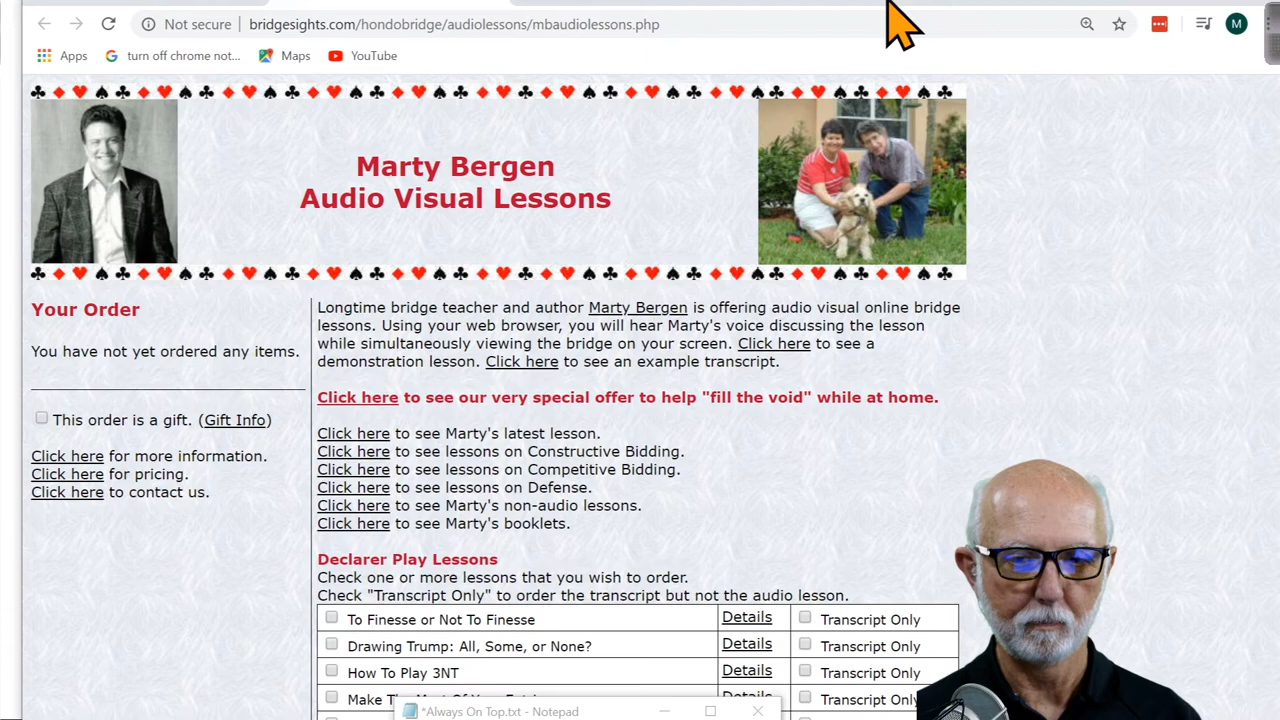 Not secure
bridgesights.com/hondobridge/audiolessons/mbaudiolessons.php
M
Apps
turn off chrome not...
Maps
YouTube
Marty Bergen
Audio Visual Lessons
Your Order
You have not yet ordered any items.
This order is a gift. (Gift Info)
Click here for more information.
Click here for pricing.
Click here to contact us.
Longtime bridge teacher and author Marty Bergen is offering audio visual online bridge
lessons. Using your web browser, you will hear Marty's voice discussing the lesson
while simultaneously viewing the bridge on your screen. Click here to see a
demonstration lesson. Click here to see an example transcript.
Click here to see our very special offer to help "fill the void" while at home.
Click here to see Marty's latest lesson.
Click here to see lessons on Constructive Bidding.
Click here to see lessons on Competitive Bidding.
Click here to see lessons on Defense.
Click here to see Marty's non-audio lessons.
Click here to see Marty's booklets.
Declarer Play Lessons
Check one or more lessons that you wish to order.
Check "Transcript Only" to order the transcript but not the audio lesson.
To Finesse or Not To Finesse Details Transcript Only
Drawing Trump: All, Some, or None? Details Transcript Only
How To Play 3NT Details Transcript Only
Make Details Transcript Only
*Always On Top.txt - Notepad